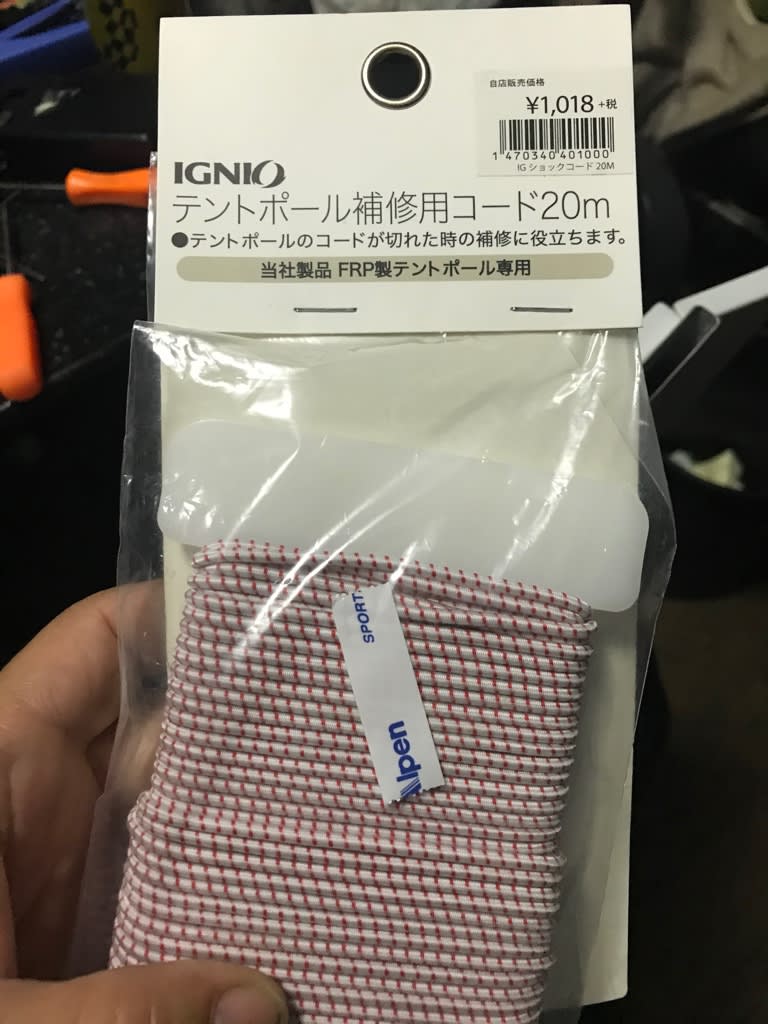 自店販売価格
¥1,018 +税
1 470340 401000
IG ショックコード 20M
IGNIO
テントポール補修用コード20m
●テントポールのコードが切れた時の補修に役立ちます。
当社製品 FRP製テントポール専用
SPORT
Alpen